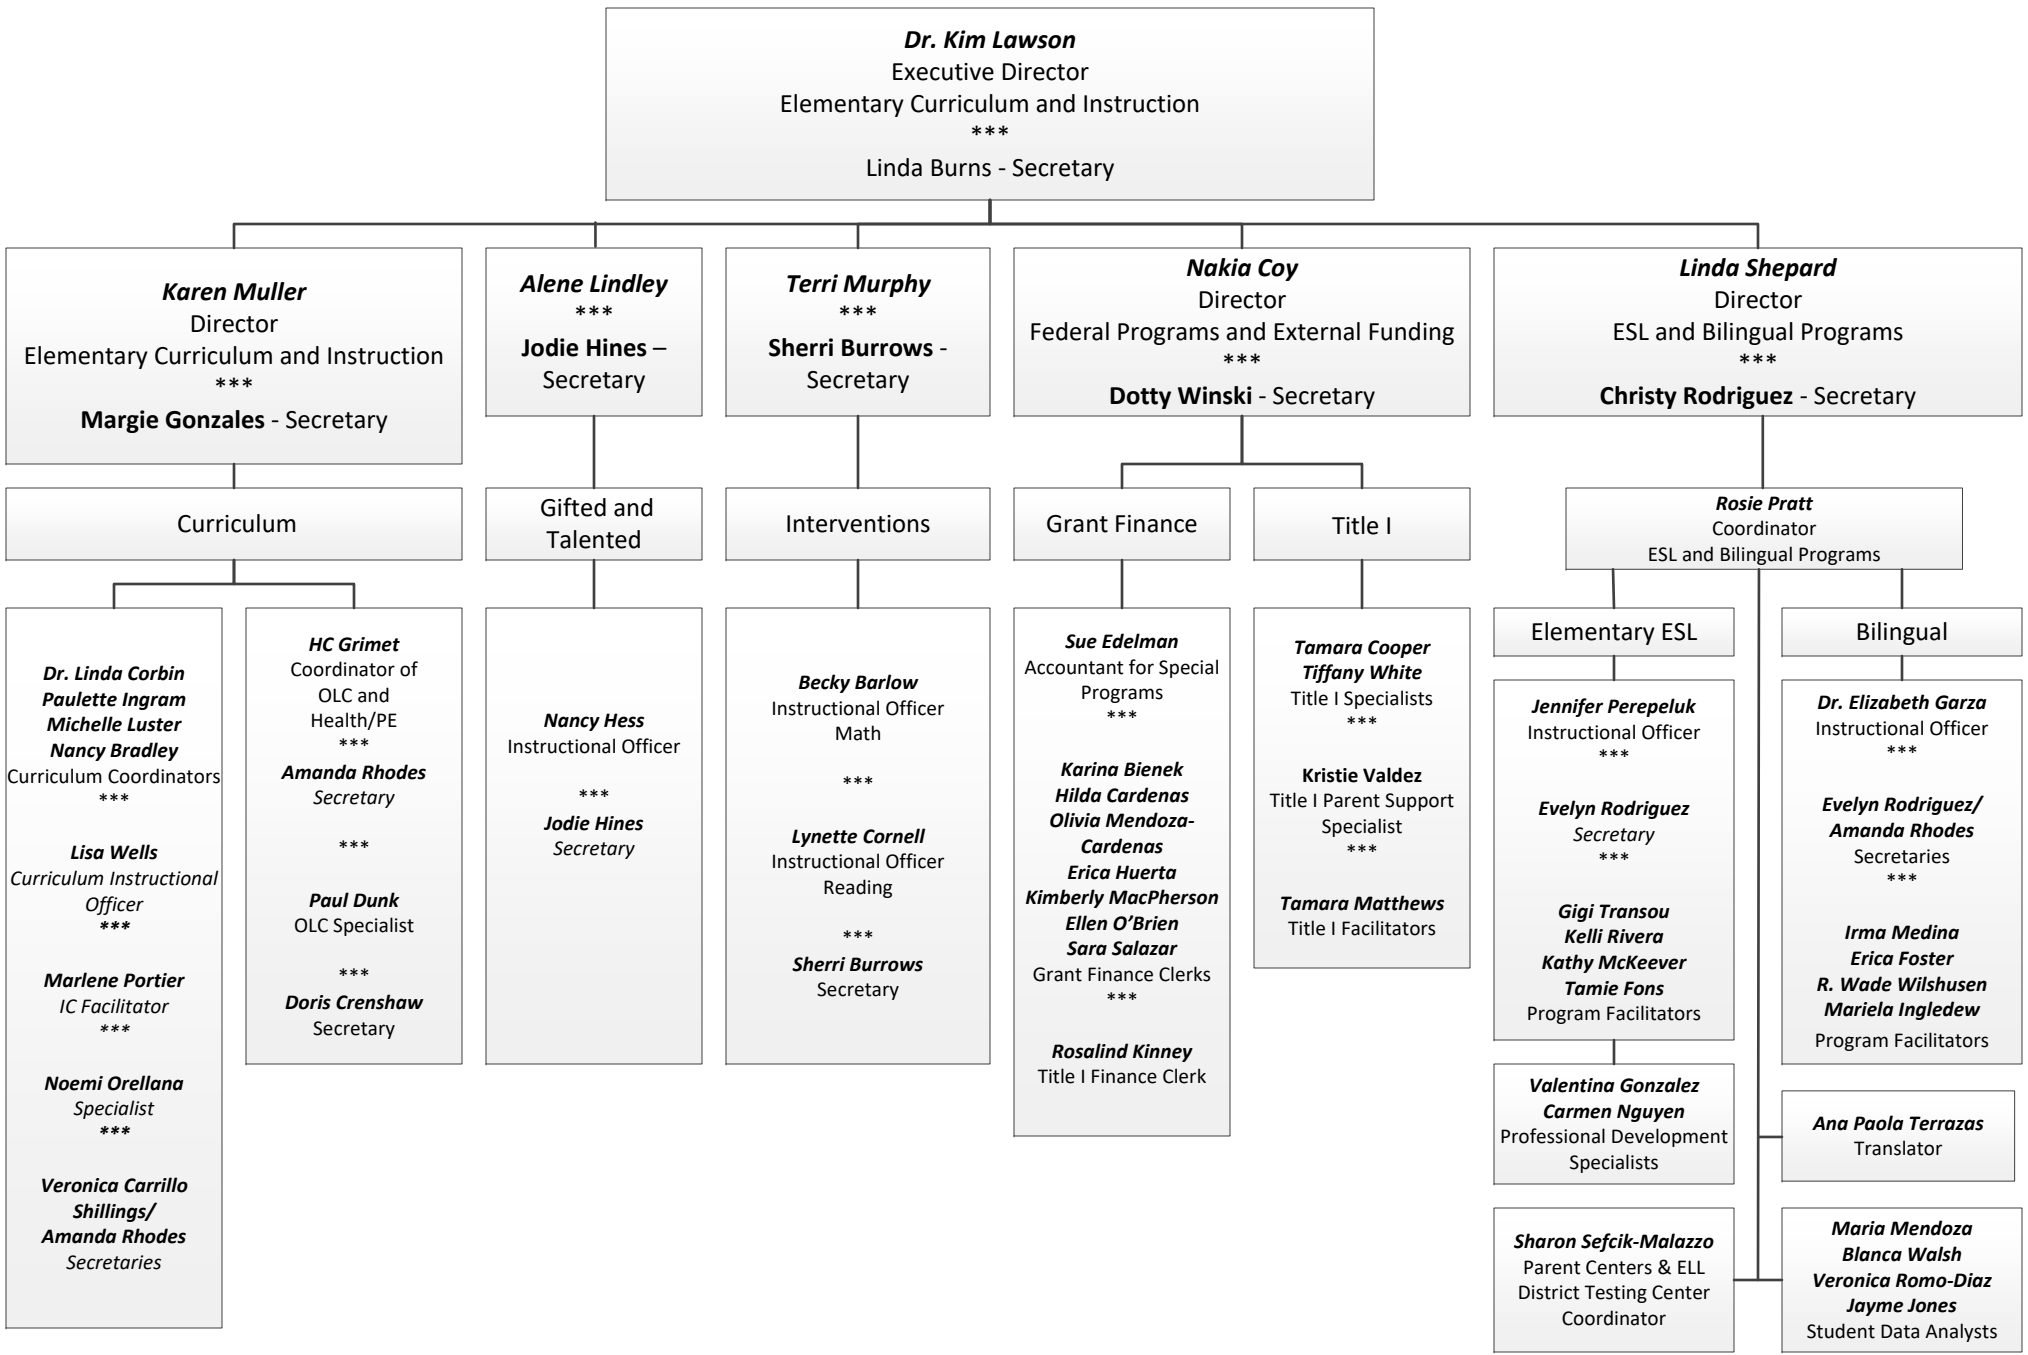 Dr. Kim Lawson
Executive Director
Elementary Curriculum and Instruction
***
Linda Burns - Secretary
Karen Muller
Director
Elementary Curriculum and Instruction
***
Margie Gonzales - Secretary
Alene Lindley
***
Jodie Hines –
Secretary
Terri Murphy
***
Sherri Burrows -
Secretary
Nakia Coy
Director
Federal Programs and External Funding
***
Dotty Winski - Secretary
Linda Shepard
Director
ESL and Bilingual Programs
***
Christy Rodriguez - Secretary
Curriculum
Gifted and
Talented
Interventions
Grant Finance
Title I
Rosie Pratt
Coordinator
ESL and Bilingual Programs
Dr. Linda Corbin
Paulette Ingram
Michelle Luster
Nancy Bradley
Curriculum Coordinators
***
Lisa Wells
Curriculum Instructional
Officer
***
Marlene Portier
IC Facilitator
***
Noemi Orellana
Specialist
***
Veronica Carrillo
Shillings/
Amanda Rhodes
Secretaries
HC Grimet
Coordinator of
OLC and
Health/PE
***
Amanda Rhodes
Secretary
***
Paul Dunk
OLC Specialist
***
Doris Crenshaw
Secretary
Nancy Hess
Instructional Officer
***
Jodie Hines
Secretary
Becky Barlow
Instructional Officer
Math
***
Lynette Cornell
Instructional Officer
Reading
***
Sherri Burrows
Secretary
Sue Edelman
Accountant for Special
Programs
***
Karina Bienek
Hilda Cardenas
Olivia Mendoza-
Cardenas
Erica Huerta
Kimberly MacPherson
Ellen O’Brien
Sara Salazar
Grant Finance Clerks
***
Rosalind Kinney
Title I Finance Clerk
Tamara Cooper
Tiffany White
Title I Specialists
***
Kristie Valdez
Title I Parent Support
Specialist
***
Tamara Matthews
Title I Facilitators
Elementary ESL
Jennifer Perepeluk
Instructional Officer
***
Evelyn Rodriguez
Secretary
***
Gigi Transou
Kelli Rivera
Kathy McKeever
Tamie Fons
Program Facilitators
Valentina Gonzalez
Carmen Nguyen
Professional Development
Specialists
Sharon Sefcik-Malazzo
Parent Centers & ELL
District Testing Center
Coordinator
Bilingual
Dr. Elizabeth Garza
Instructional Officer
***
Evelyn Rodriguez/
Amanda Rhodes
Secretaries
***
Irma Medina
Erica Foster
R. Wade Wilshusen
Mariela Ingledew
Program Facilitators
Ana Paola Terrazas
Translator
Maria Mendoza
Blanca Walsh
Veronica Romo-Diaz
Jayme Jones
Student Data Analysts